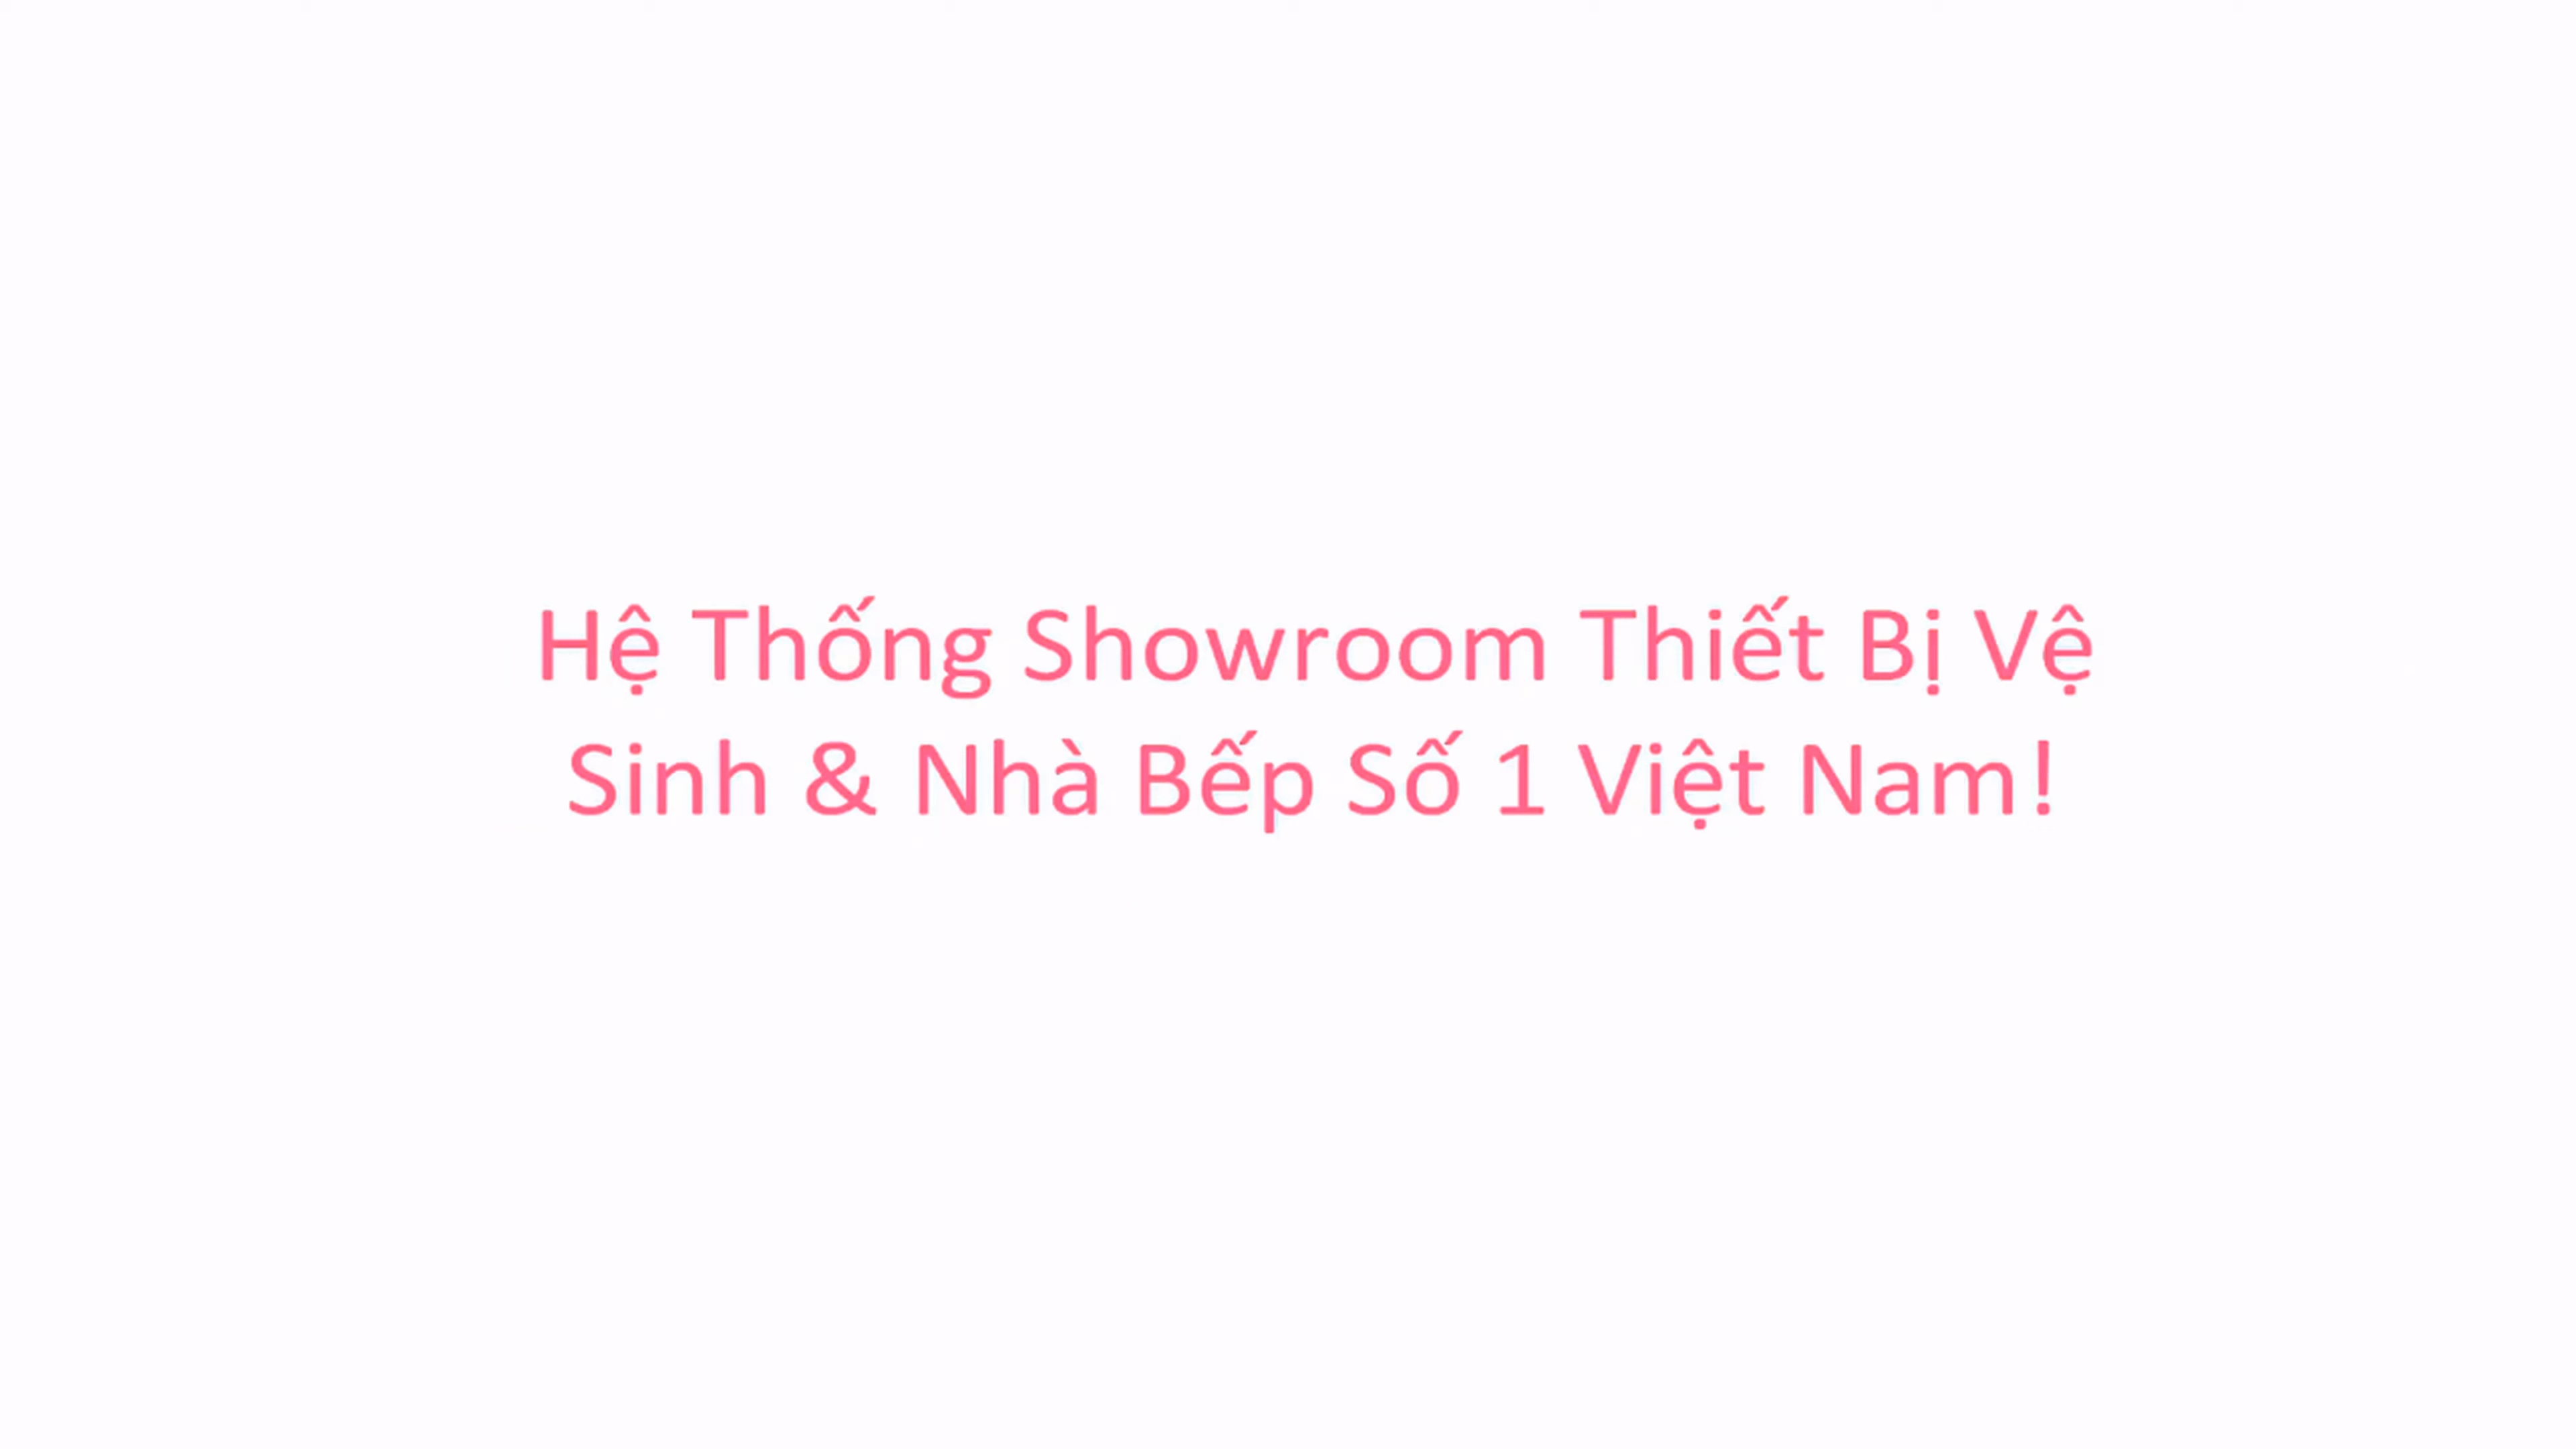 Hệ Thống Showroom Thiết Bị Vệ
Sinh & Nhà Bếp Số 1 Việt Nam!